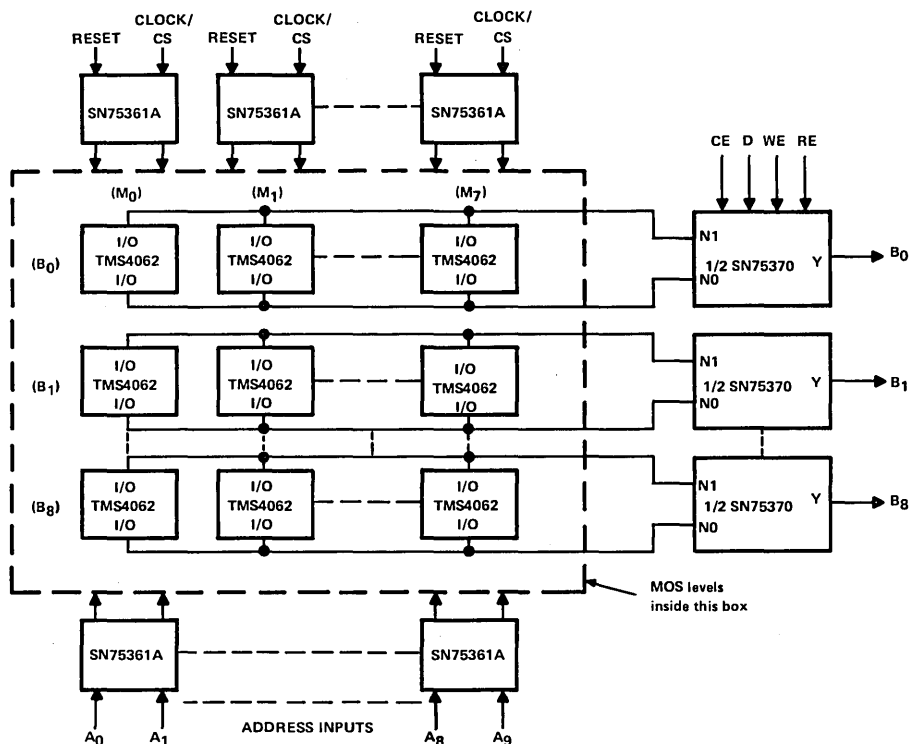 RESET CLOCK/ CS RESET CLOCK/ CS RESET CLOCK/ CS
SN75361A SN75361A SN75361A
CE D WE RE
(M0) (M1) (M7)
(B0) I/O TMS4062 I/O I/O TMS4062 I/O I/O TMS4062 I/O N1 1/2 SN75370 N0 Y B0
(B1) I/O TMS4062 I/O I/O TMS4062 I/O I/O TMS4062 I/O N1 1/2 SN75370 N0 Y B1
(B8) I/O TMS4062 I/O I/O TMS4062 I/O I/O TMS4062 I/O N1 1/2 SN75370 N0 Y B8
MOS levels
inside this box
SN75361A SN75361A
ADDRESS INPUTS
A0 A1 A8 A9